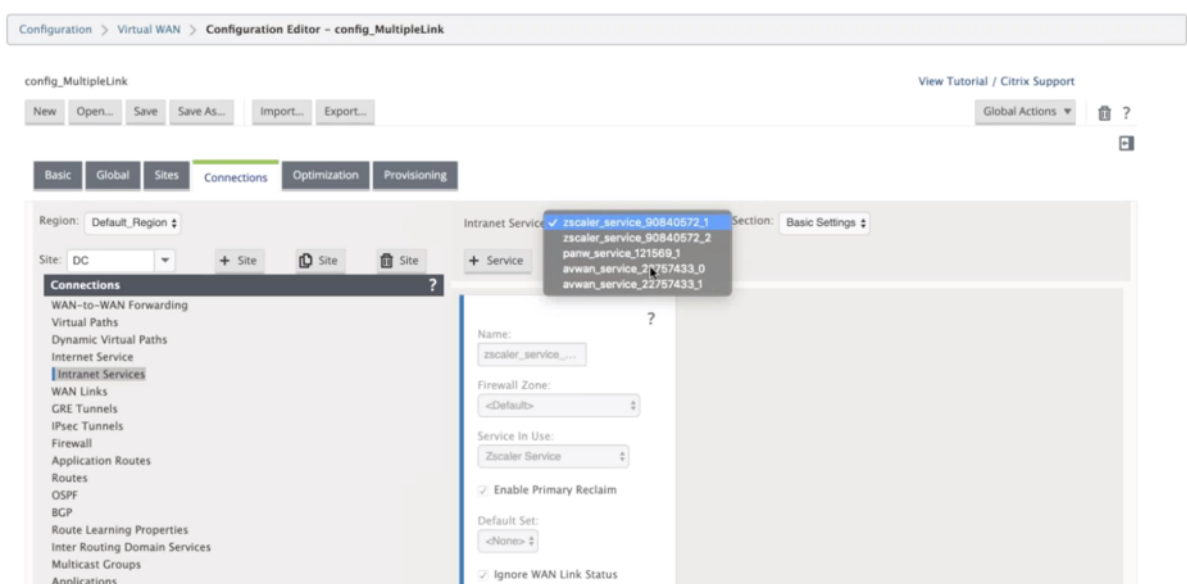 Configuration > Virtual WAN > Configuration Editor – config_MultipleLink
config_MultipleLink
View Tutorial / Citrix Support
New Open... Save Save As... Import... Export... Global Actions ?
Basic Global Sites Connections Optimization Provisioning
Region: Default_Region
Intranet Service
Section: Basic Settings
zscaler_service_90840572_1
zscaler_service_90840572_2
panw_service_121569_1
avwan_service_22757433_1
Site: DC + Site Site Site
+ Service
Connections ?
WAN-to-WAN Forwarding
Virtual Paths
Dynamic Virtual Paths
Internet Service
Intranet Services
WAN Links
GRE Tunnels
IPsec Tunnels
Firewall
Application Routes
Routes
OSPF
BGP
Route Learning Properties
Inter Routing Domain Services
Multicast Groups
Applications
?
Name:
zscaler_service_...
Firewall Zone:
<Default>
Service In Use:
Zscaler Service
Enable Primary Reclaim
Default Set:
<None>
Ignore WAN Link Status